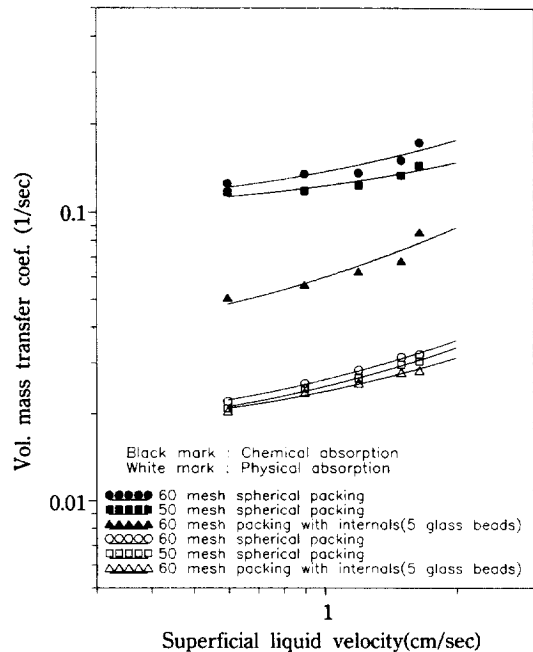 Vol. mass transfer coef. (1/sec)
0.1
0.01
Black mark : Chemical absorption
White mark : Physical absorption
60 mesh spherical packing
50 mesh spherical packing
60 mesh packing with internals(5 glass beads)
60 mesh spherical packing
50 mesh spherical packing
60 mesh packing with internals(5 glass beads)
1
Superficial liquid velocity(cm/sec)